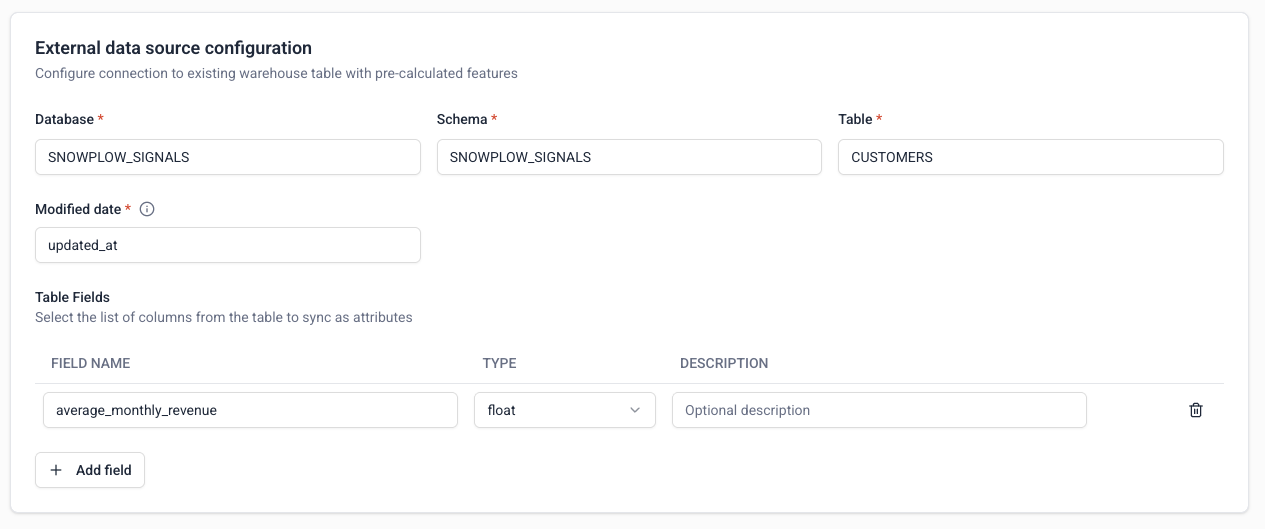 External data source configuration
Configure connection to existing warehouse table with pre-calculated features
Database * Schema * Table *
SNOWPLOW_SIGNALS SNOWPLOW_SIGNALS CUSTOMERS
Modified date *
updated_at
Table Fields
Select the list of columns from the table to sync as attributes
FIELD NAME TYPE DESCRIPTION
average_monthly_revenue float Optional description
+ Add field